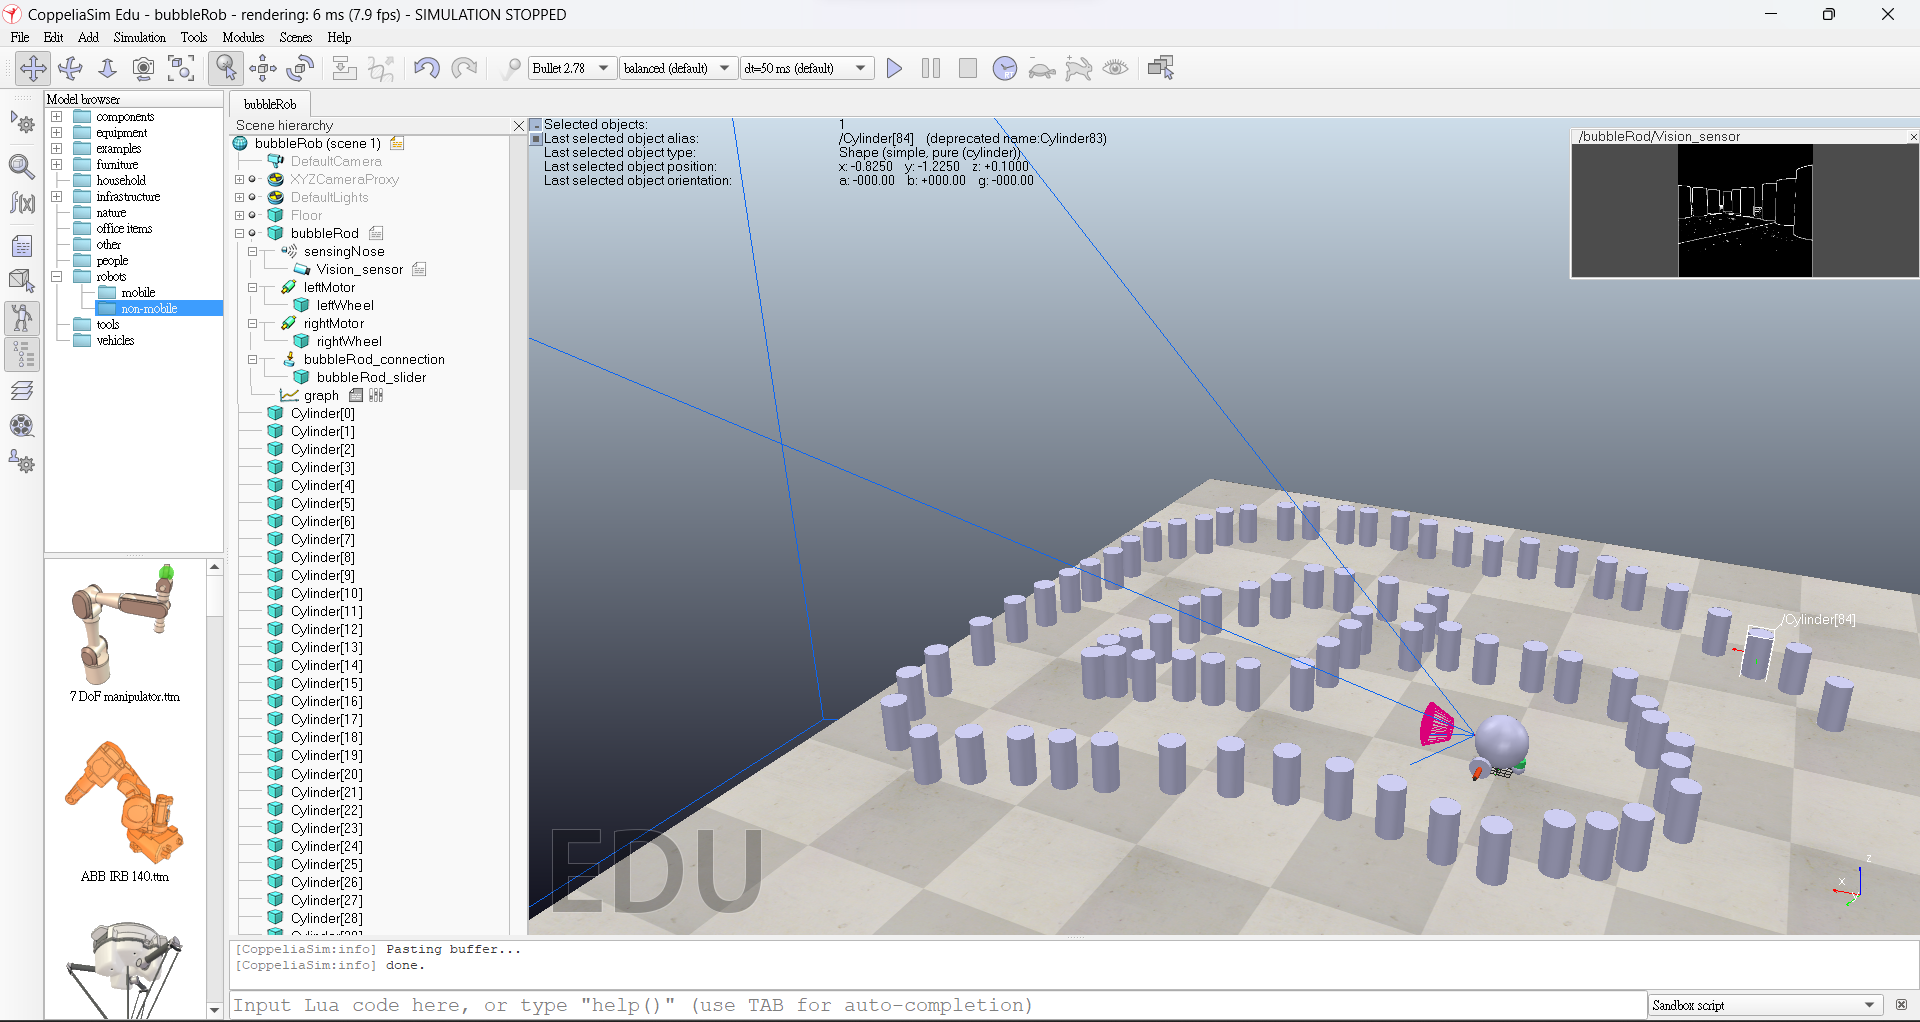 CoppeliaSim Edu - bubbleRob - rendering: 6 ms (7.9 fps) - SIMULATION STOPPED
File Edit Add Simulation Tools Modules Scenes Help
Bullet 2.78 balanced (default) dt=50 ms (default)
Model browser
components
equipment
examples
furniture
household
infrastructure
nature
office items
other
people
robots
mobile
non-mobile
tools
vehicles
7 DoF manipulator.ttm
ABB IRB 140.ttm
bubbleRob
Scene hierarchy
bubbleRob (scene 1)
DefaultCamera
XYZCameraProxy
DefaultLights
Floor
bubbleRod
sensingNose
Vision_sensor
leftMotor
leftWheel
rightMotor
rightWheel
bubbleRod_connection
bubbleRod_slider
graph
Cylinder[0]
Cylinder[1]
Cylinder[2]
Cylinder[3]
Cylinder[4]
Cylinder[5]
Cylinder[6]
Cylinder[7]
Cylinder[8]
Cylinder[9]
Cylinder[10]
Cylinder[11]
Cylinder[12]
Cylinder[13]
Cylinder[14]
Cylinder[15]
Cylinder[16]
Cylinder[17]
Cylinder[18]
Cylinder[19]
Cylinder[20]
Cylinder[21]
Cylinder[22]
Cylinder[23]
Cylinder[24]
Cylinder[25]
Cylinder[26]
Cylinder[27]
Cylinder[28]
Selected objects: 1
Last selected object alias: /Cylinder[84] (deprecated name:Cylinder83)
Last selected object type: Shape (simple, pure (cylinder))
Last selected object position: x: -0.8250 y: -1.2250 z: +0.1000
Last selected object orientation: a: -000.00 b: +000.00 g: -000.00
/bubbleRod/Vision_sensor
/Cylinder[84]
EDU
z
x
y
[CoppeliaSim:info] Pasting buffer...
[CoppeliaSim:info] done.
Input Lua code here, or type "help()" (use TAB for auto-completion)
Sandbox script